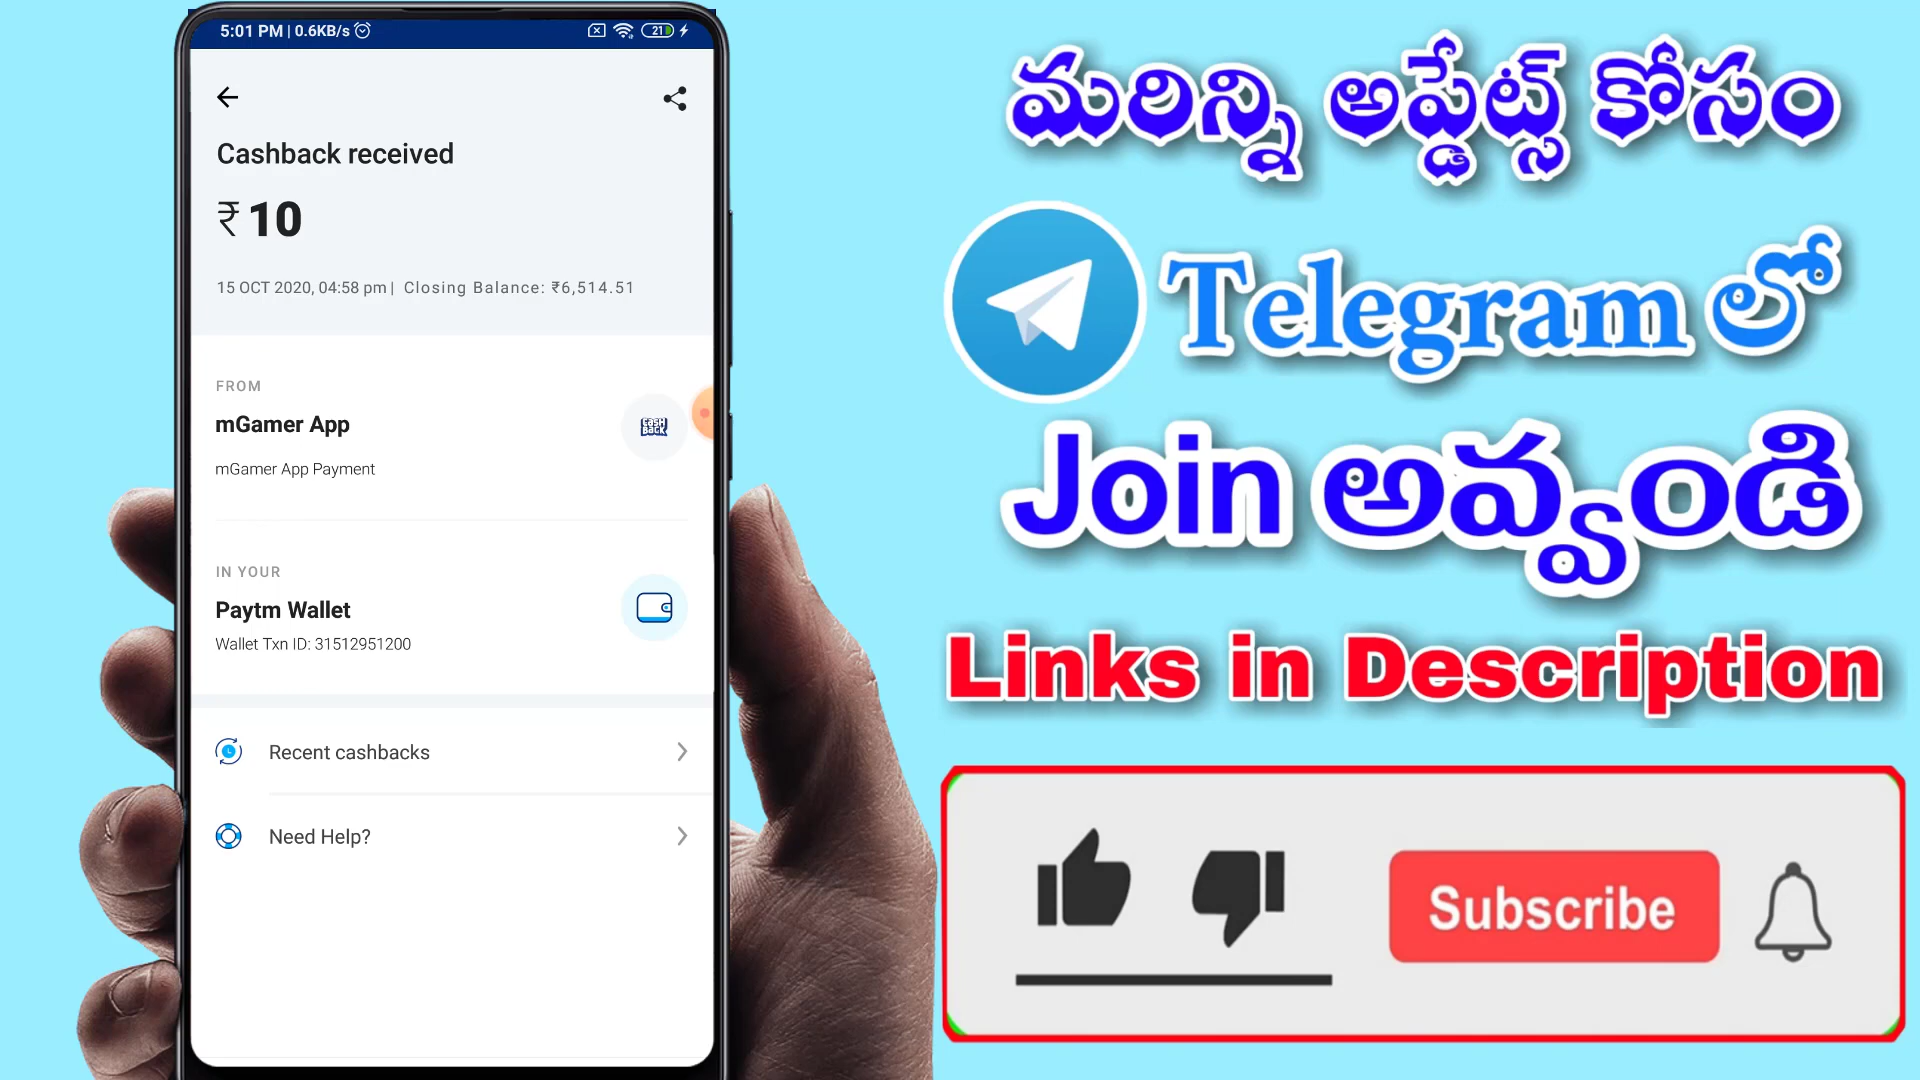 5:01 PM | 0.6KB/s
21
Cashback received
₹ 10
15 OCT 2020, 04:58 pm | Closing Balance: ₹6,514.51
FROM
mGamer App
CASH BACK
mGamer App Payment
IN YOUR
Paytm Wallet
Wallet Txn ID: 31512951200
Recent cashbacks
Need Help?
మరిన్ని అప్డేట్స్ కోసం
Telegram లో
Join అవ్వండి
Links in Description
Subscribe